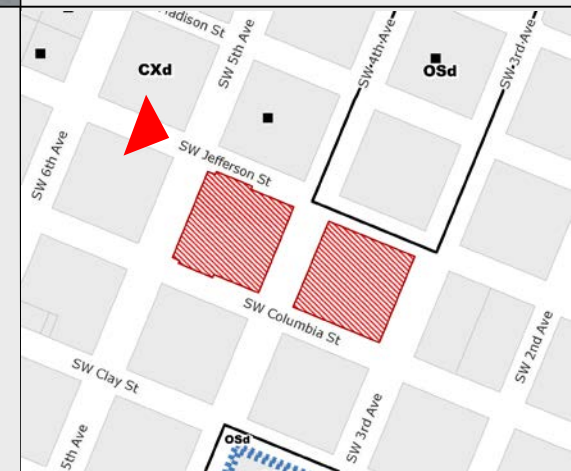 Madison St
SW 5th Ave
SW 4th Ave
SW 3rd Ave
CXd
OSd
SW 6th Ave
SW Jefferson St
SW Columbia St
SW 2nd Ave
SW Clay St
SW 3rd Ave
5th Ave
OSd